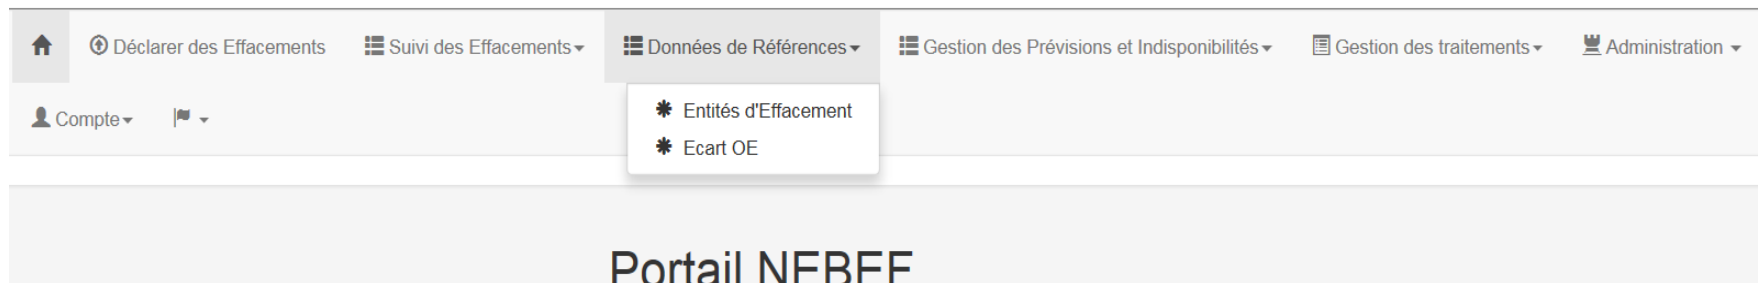 Déclarer des Effacements Suivi des Effacements Données de Références Gestion des Prévisions et Indisponibilités Gestion des traitements Administration
Compte
Entités d'Effacement
Ecart OE
Portail NEBEF